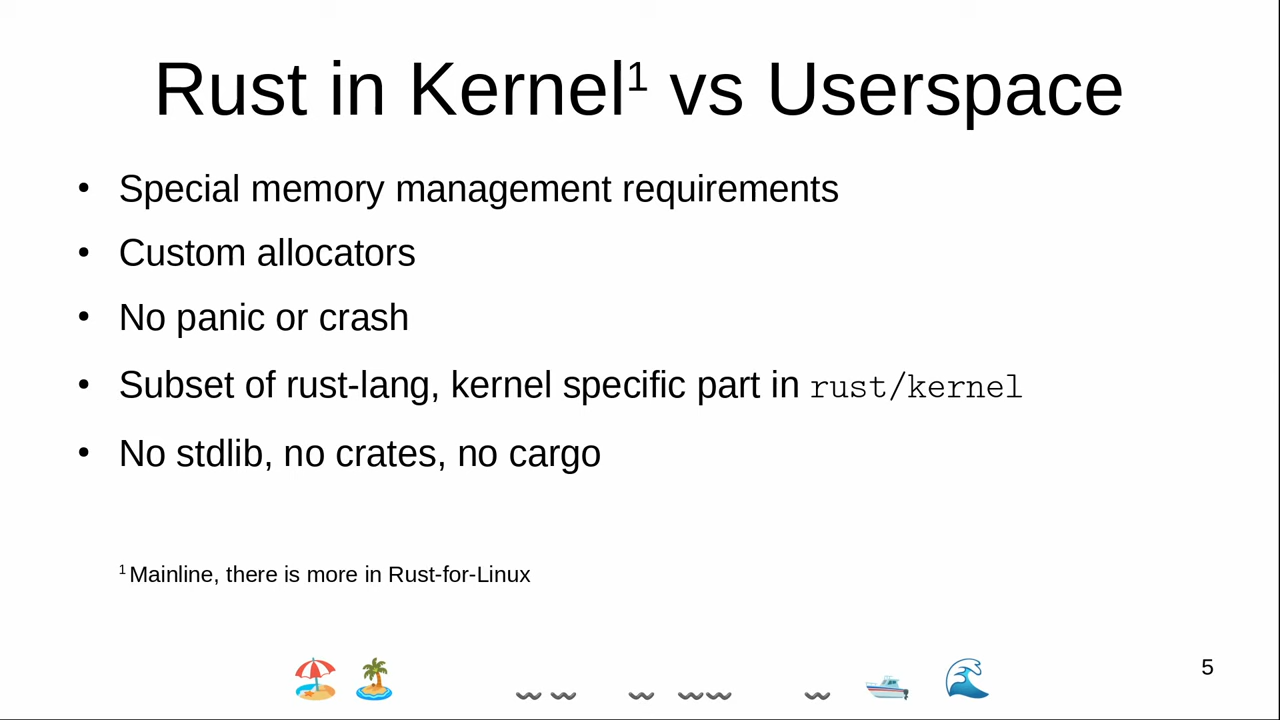 Rust in Kernel¹ vs Userspace
• Special memory management requirements
• Custom allocators
• No panic or crash
• Subset of rust-lang, kernel specific part in rust/kernel
• No stdlib, no crates, no cargo
¹ Mainline, there is more in Rust-for-Linux
5